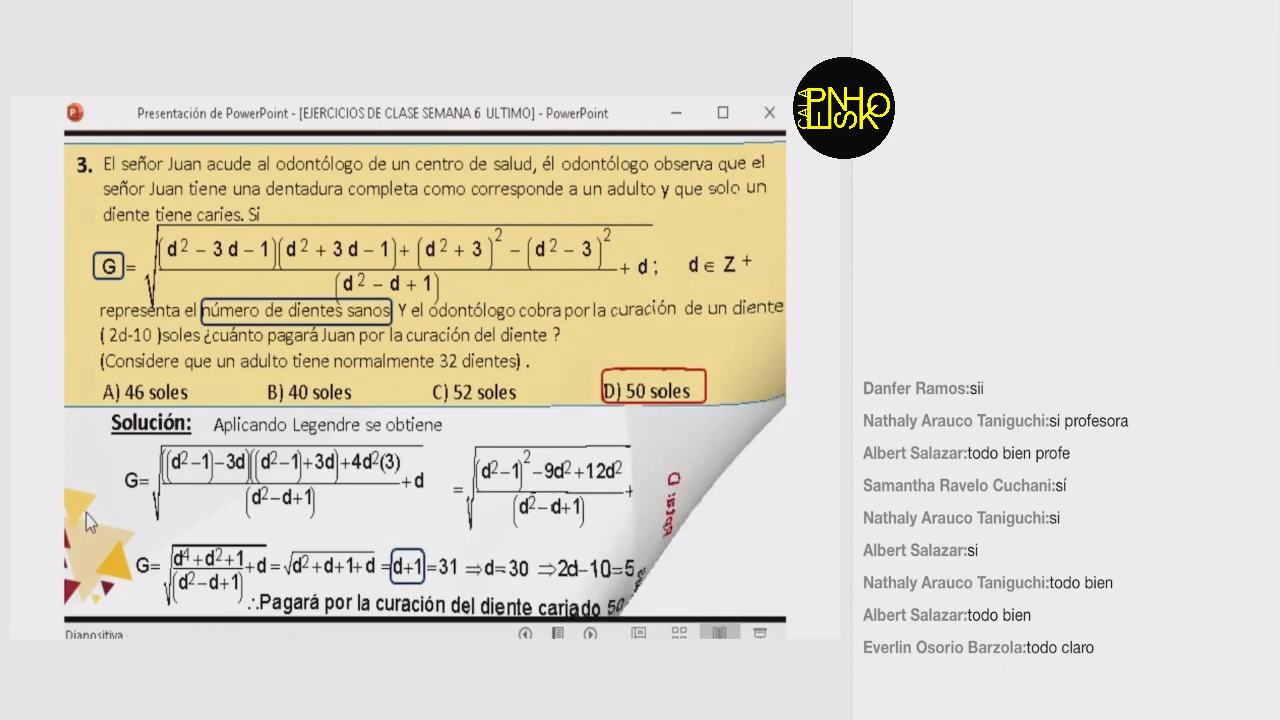 Presentación de PowerPoint - [EJERCICIOS DE CLASE SEMANA 6 ULTIMO] - PowerPoint
CALA
PNHO
ESK
3. El señor Juan acude al odontólogo de un centro de salud, él odontólogo observa que el
señor Juan tiene una dentadura completa como corresponde a un adulto y que solo un
diente tiene caries. Si
G = √((d² − 3d − 1)(d² + 3d − 1) + (d² + 3)² − (d² − 3)² / (d² − d + 1) + d ; d ∈ Z⁺
representa el número de dientes sanos. Y el odontólogo cobra por la curación de un diente
( 2d-10 )soles ¿cuánto pagará Juan por la curación del diente ?
(Considere que un adulto tiene normalmente 32 dientes) .
A) 46 soles B) 40 soles C) 52 soles D) 50 soles
Solución: Aplicando Legendre se obtiene
G=√(((d²−1)−3d)((d²−1)+3d)+4d²(3) / (d²−d+1) +d = √((d²−1)²−9d²+12d² / (d²−d+1) +
G=√(d⁴+d²+1 / (d²−d+1) +d =√d²+d+1+d =d+1=31 ⇒d=30 ⇒2d−10=5
∴Pagará por la curación del diente cariado 50
Rpta: D
Diapositiva
Danfer Ramos:sii
Nathaly Arauco Taniguchi:si profesora
Albert Salazar:todo bien profe
Samantha Ravelo Cuchani:sí
Nathaly Arauco Taniguchi:si
Albert Salazar:si
Nathaly Arauco Taniguchi:todo bien
Albert Salazar:todo bien
Everlin Osorio Barzola:todo claro